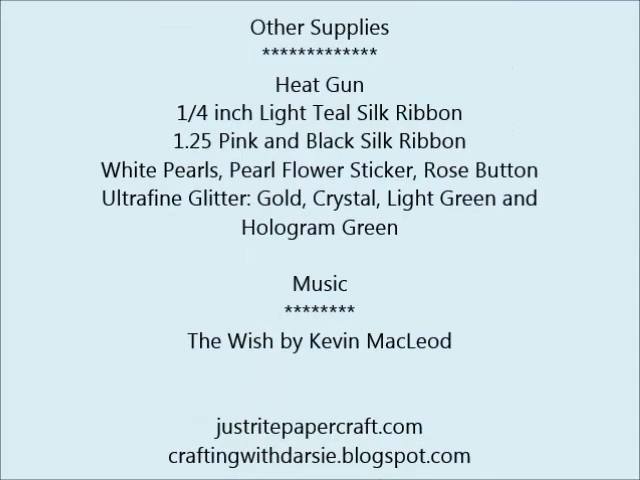 Other Supplies
*************
Heat Gun
1/4 inch Light Teal Silk Ribbon
1.25 Pink and Black Silk Ribbon
White Pearls, Pearl Flower Sticker, Rose Button
Ultrafine Glitter: Gold, Crystal, Light Green and
Hologram Green
Music
********
The Wish by Kevin MacLeod
justritepapercraft.com
craftingwithdarsie.blogspot.com